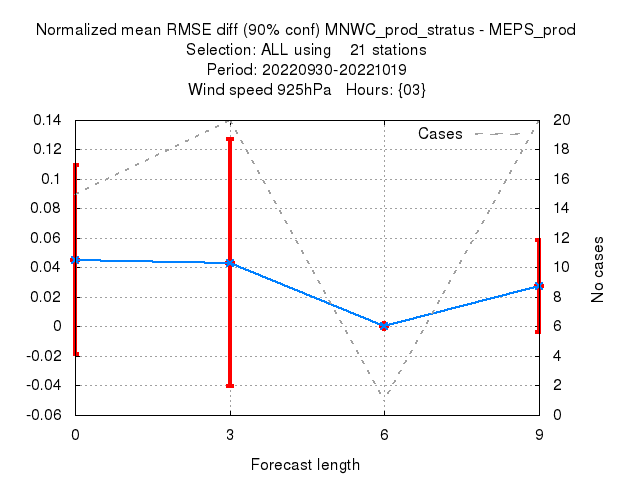 Normalized mean RMSE diff (90% conf) MNWC_prod_stratus - MEPS_prod
Selection: ALL using 21 stations
Period: 20220930-20221019
Wind speed 925hPa Hours: {03}
0.14 20
Cases
0.12 18
0.1 16
0.08 14
0.06 12
0.04 10
0.02 8
0 6
-0.02 4
-0.04 2
-0.06 0
No cases
0 3 6 9
Forecast length